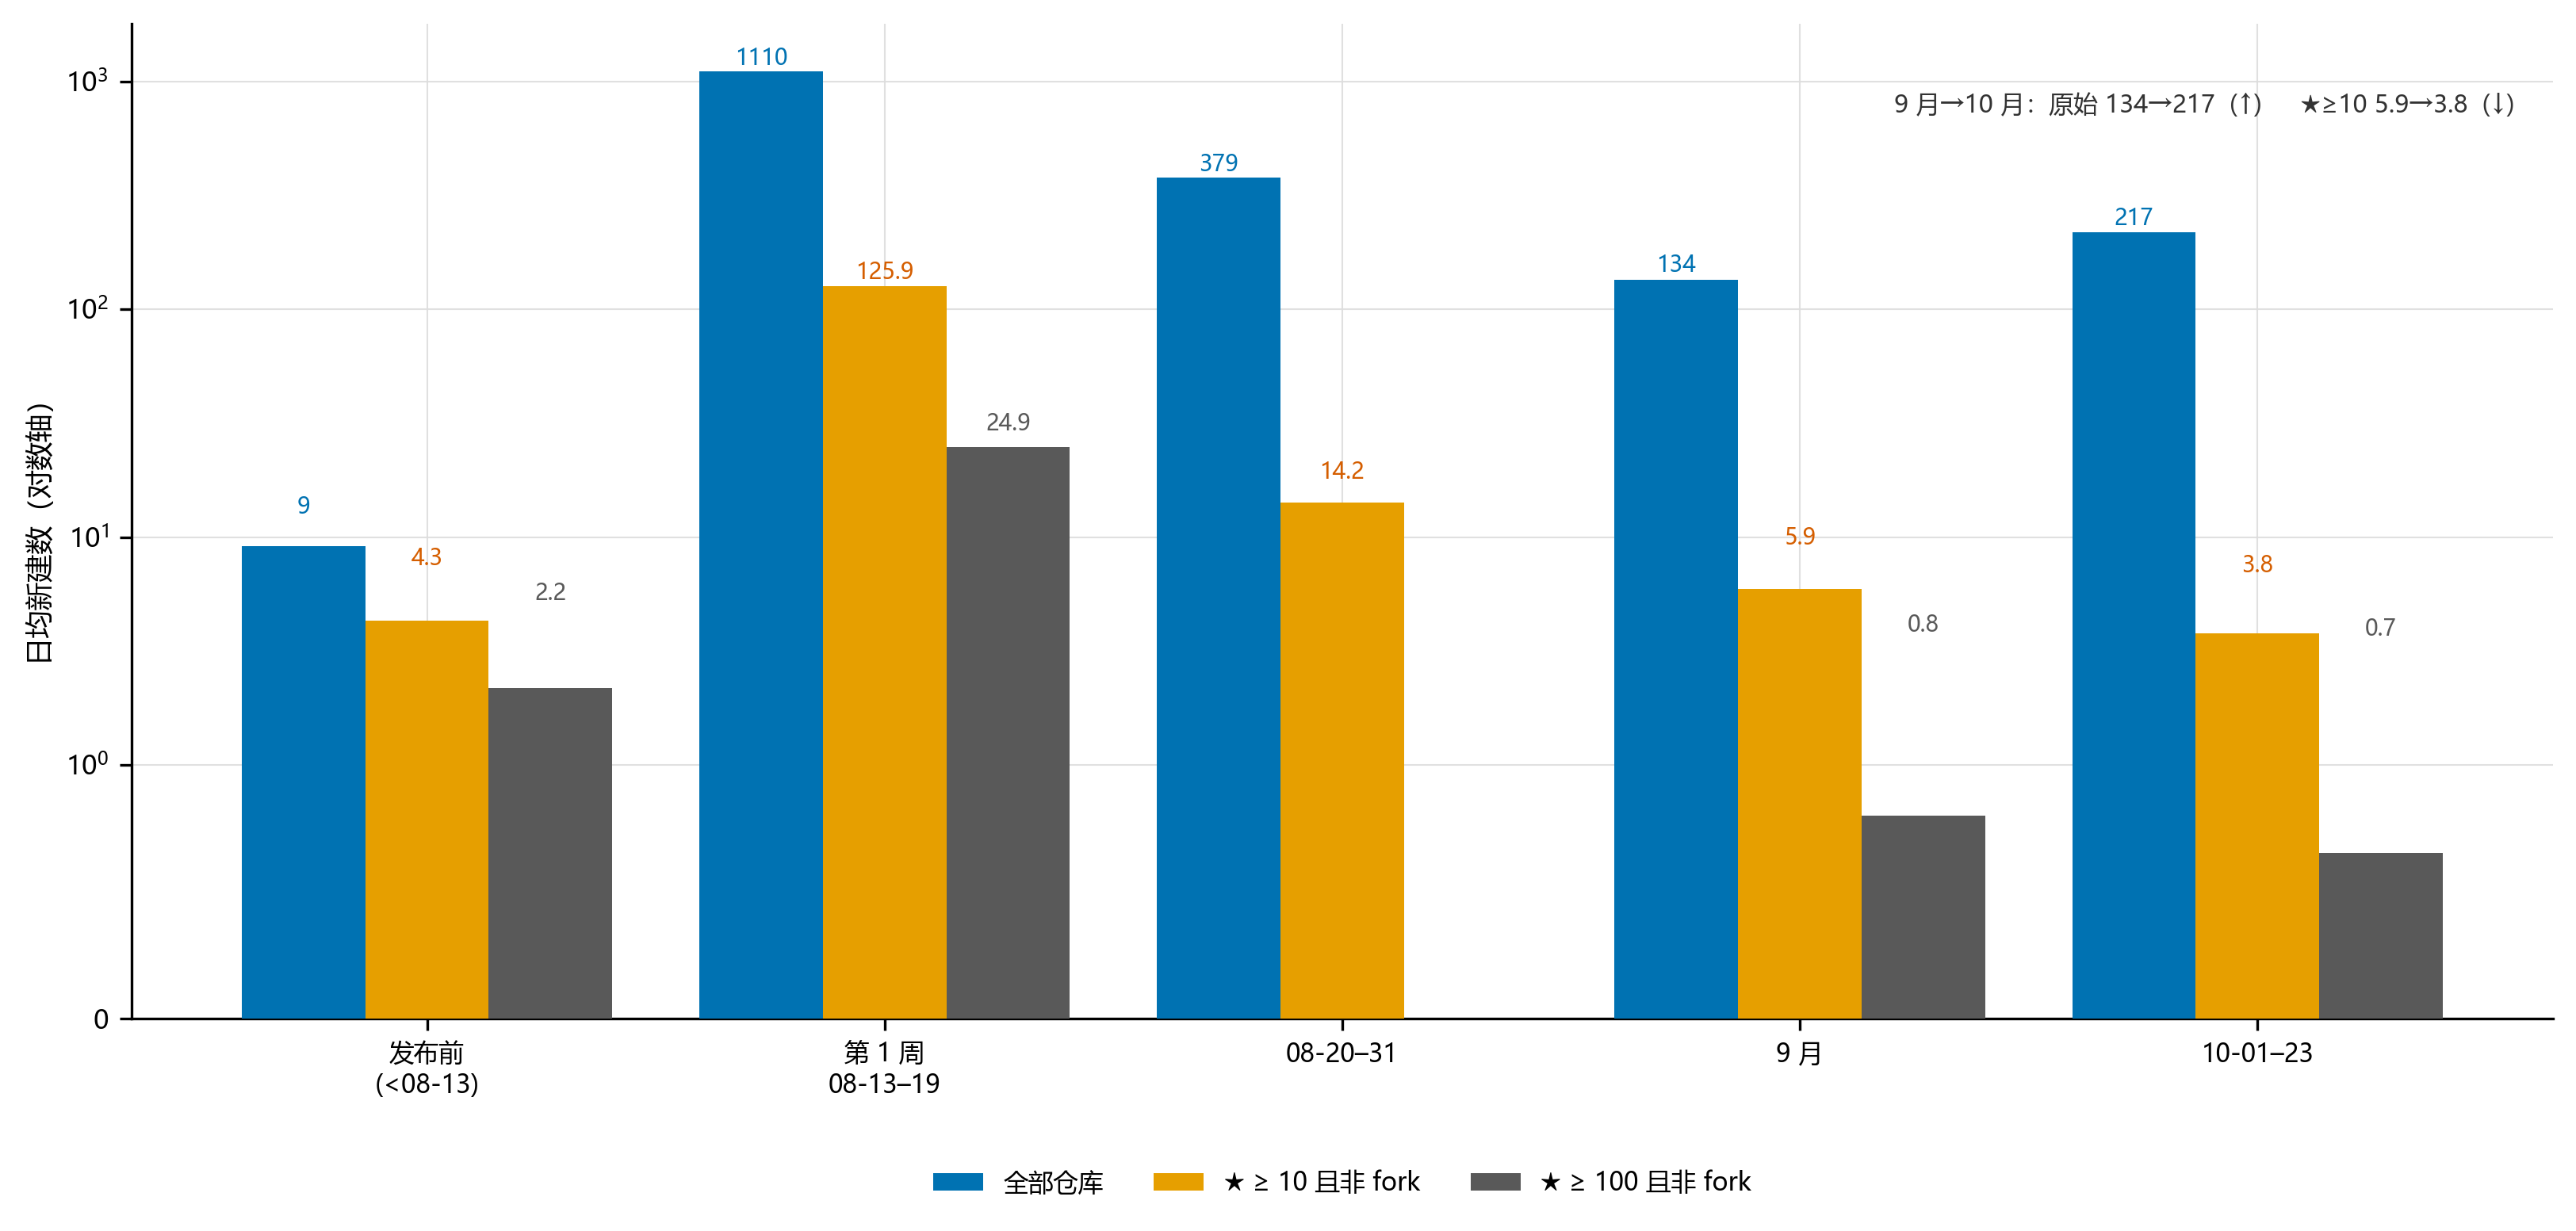 日均新建数（对数轴）
10³
10²
10¹
10⁰
0
9 月→10 月：原始 134→217（↑） ★≥10 5.9→3.8（↓）
9
4.3
2.2
1110
125.9
24.9
379
14.2
134
5.9
0.8
217
3.8
0.7
发布前
(<08-13)
第 1 周
08-13–19
08-20–31
9 月
10-01–23
全部仓库
★ ≥ 10 且非 fork
★ ≥ 100 且非 fork